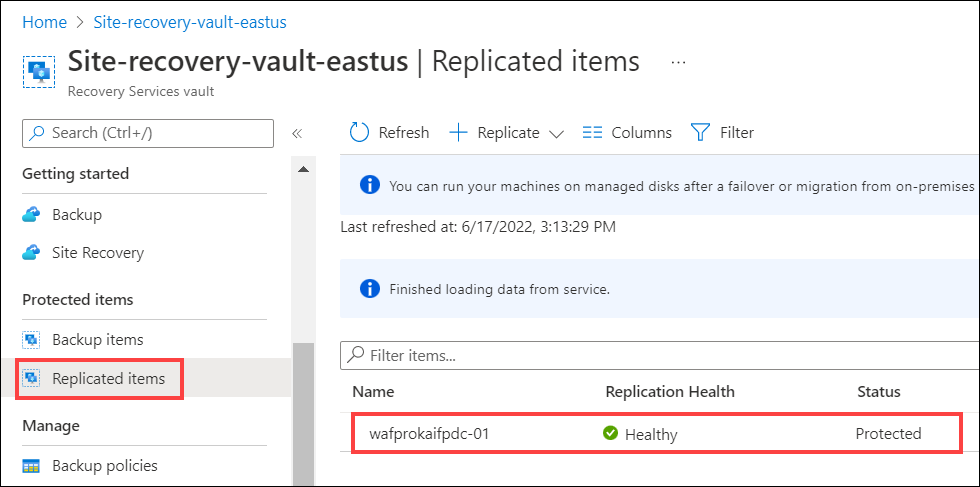 Home > Site-recovery-vault-eastus
Site-recovery-vault-eastus | Replicated items ...
Recovery Services vault
Search (Ctrl+/) «
Refresh Replicate Columns Filter
Getting started
Backup
Site Recovery
Protected items
Backup items
Replicated items
Manage
Backup policies
You can run your machines on managed disks after a failover or migration from on-premises
Last refreshed at: 6/17/2022, 3:13:29 PM
Finished loading data from service.
Filter items...
Name Replication Health Status
wafprokaifpdc-01 Healthy Protected